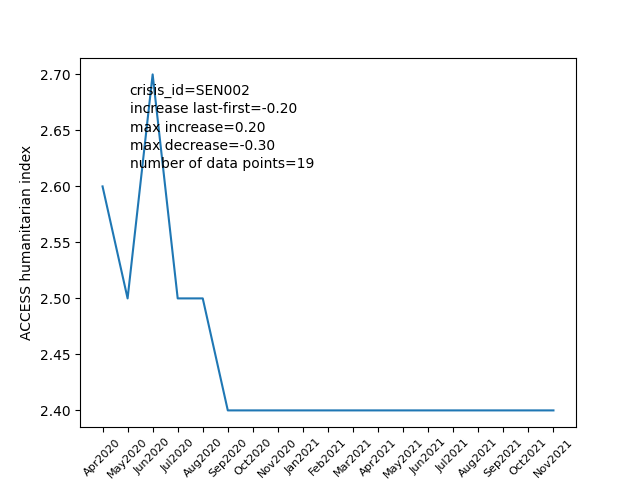 2.70
2.65
2.60
2.55
2.50
2.45
2.40
ACCESS humanitarian index
crisis_id=SEN002
increase last-first=-0.20
max increase=0.20
max decrease=-0.30
number of data points=19
Apr2020
May2020
Jun2020
Jul2020
Aug2020
Sep2020
Oct2020
Nov2020
Jan2021
Feb2021
Mar2021
Apr2021
May2021
Jun2021
Jul2021
Aug2021
Sep2021
Oct2021
Nov2021